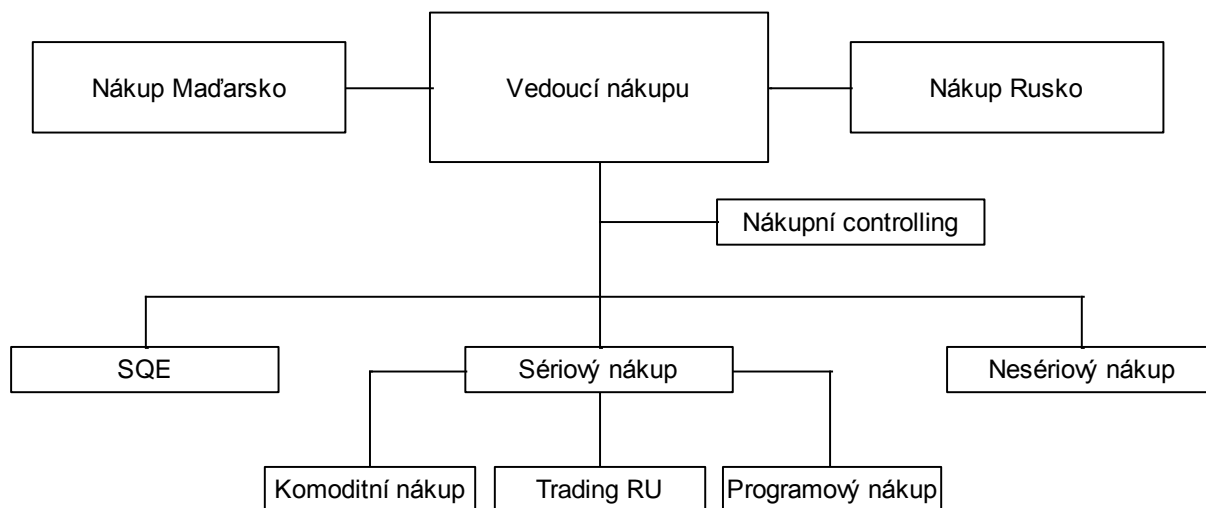 Nákup Maďarsko
Vedoucí nákupu
Nákup Rusko
Nákupní controlling
SQE
Sériový nákup
Nesériový nákup
Komoditní nákup
Trading RU
Programový nákup